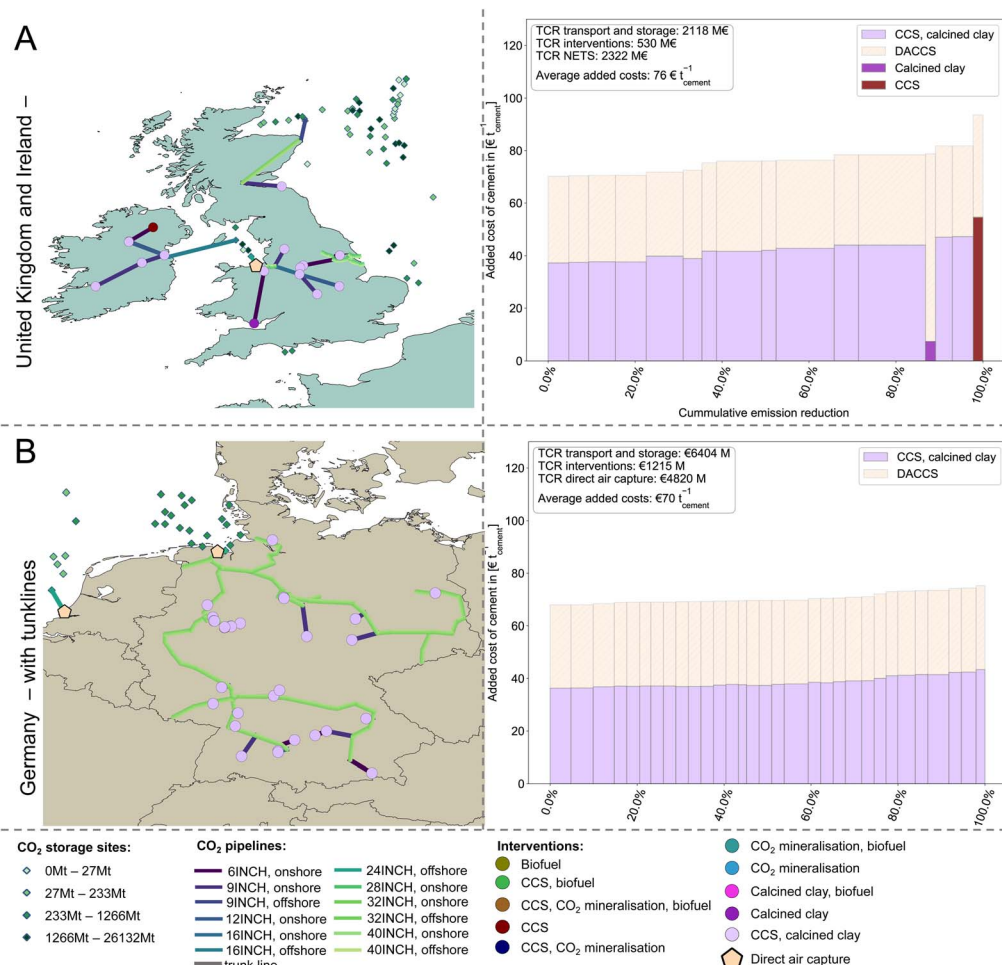 A
United Kingdom and Ireland –
TCR transport and storage: 2118 M€
TCR interventions: 530 M€
TCR NETS: 2322 M€
Average added costs: 76 € t⁻¹cement
CCS, calcined clay
DACCS
Calcined clay
CCS
Added cost of cement in [€ t⁻¹cement]
120
100
80
60
40
20
0
0.0%
20.0%
40.0%
60.0%
80.0%
100.0%
Cummulative emission reduction
B
Germany – with tunklines
TCR transport and storage: €6404 M
TCR interventions: €1215 M
TCR direct air capture: €4820 M
Average added costs: €70 t⁻¹cement
CCS, calcined clay
DACCS
Added cost of cement in [€ t⁻¹cement]
120
100
80
60
40
20
0
0.0%
20.0%
40.0%
60.0%
80.0%
100.0%
CO₂ storage sites:
0Mt – 27Mt
27Mt – 233Mt
233Mt – 1266Mt
1266Mt – 26132Mt
CO₂ pipelines:
6INCH, onshore
9INCH, onshore
9INCH, offshore
12INCH, onshore
16INCH, onshore
16INCH, offshore
trunk line
24INCH, offshore
28INCH, onshore
32INCH, onshore
32INCH, offshore
40INCH, onshore
40INCH, offshore
Interventions:
Biofuel
CCS, biofuel
CCS, CO₂ mineralisation, biofuel
CCS
CCS, CO₂ mineralisation
CO₂ mineralisation, biofuel
CO₂ mineralisation
Calcined clay, biofuel
Calcined clay
CCS, calcined clay
Direct air capture